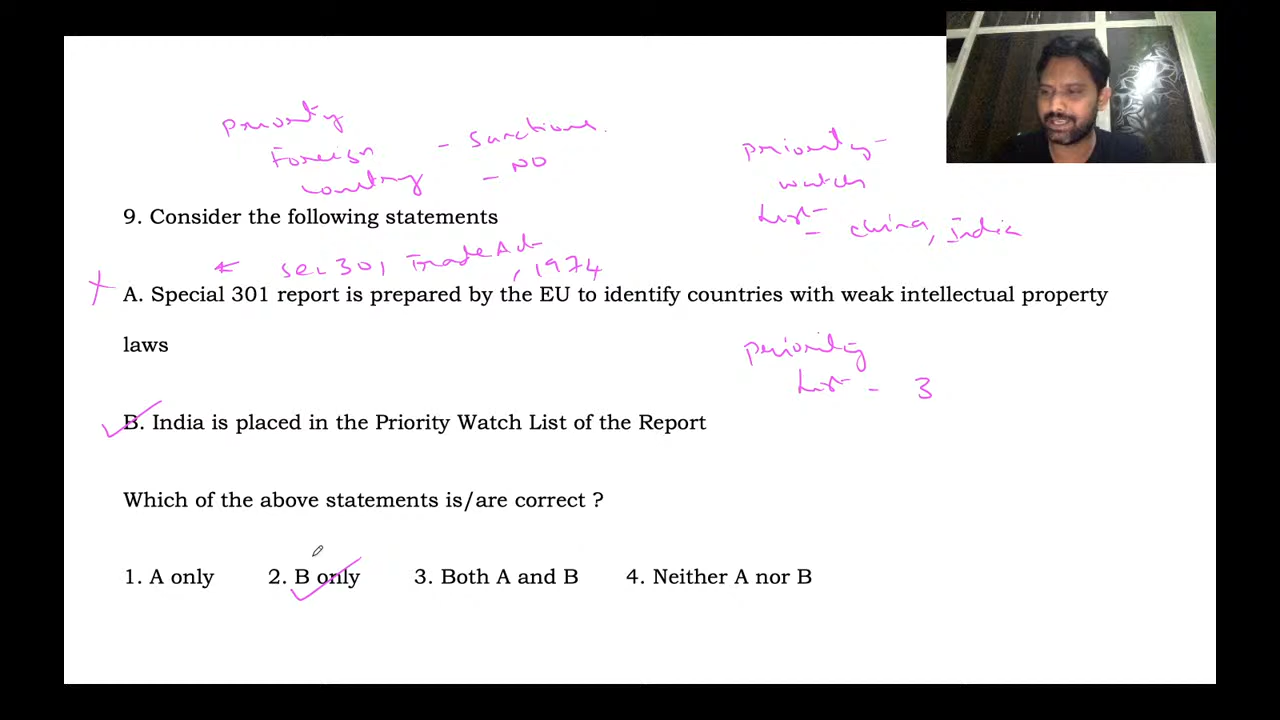 Priority
Foreign - Sanctions.
country - NO
Priority
watch
List
- China, India
9. Consider the following statements
Sec 301 Trade Act, 1974
A. Special 301 report is prepared by the EU to identify countries with weak intellectual property
laws
Priority
List - 3
B. India is placed in the Priority Watch List of the Report
Which of the above statements is/are correct ?
1. A only 2. B only 3. Both A and B 4. Neither A nor B